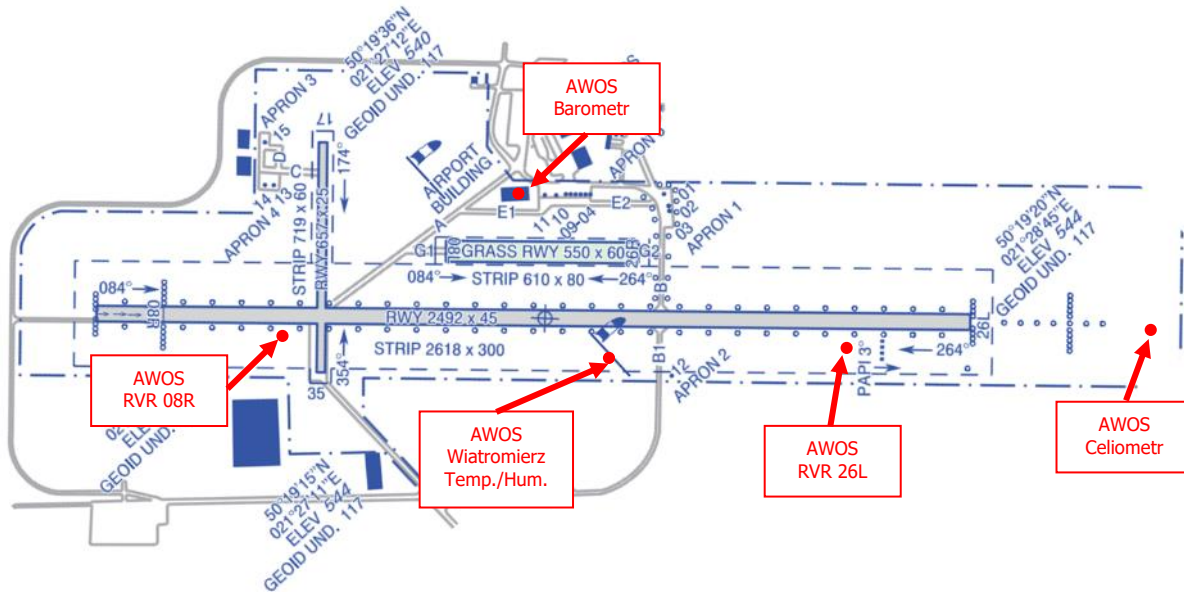 50°19'36"N
021°27'12"E
ELEV 540
GEOID UND. 117
APRON 3
15
D
C
14
13
APRON 4
17
174°
STRIP 719 x 60
RWY 657 x 25
AIRPORT
BUILDING
AWOS
Barometr
APRON
A
E1
E2
11
10
09-04
01
02
03
APRON 1
G1
180
GRASS RWY 550 x 60
26R
G2
084°
STRIP 610 x 80
264°
B
50°19'20"N
021°28'45"E
ELEV 544
GEOID UND. 117
084°
08R
RWY 2492 x 45
26L
STRIP 2618 x 300
354°
35
B1
12
APRON 2
PAPI 3°
264°
AWOS
RVR 08R
AWOS
Wiatromierz
Temp./Hum.
AWOS
RVR 26L
AWOS
Celiometr
GEOID UND.
50°19'15"N
021°27'11"E
ELEV 544
GEOID UND. 117